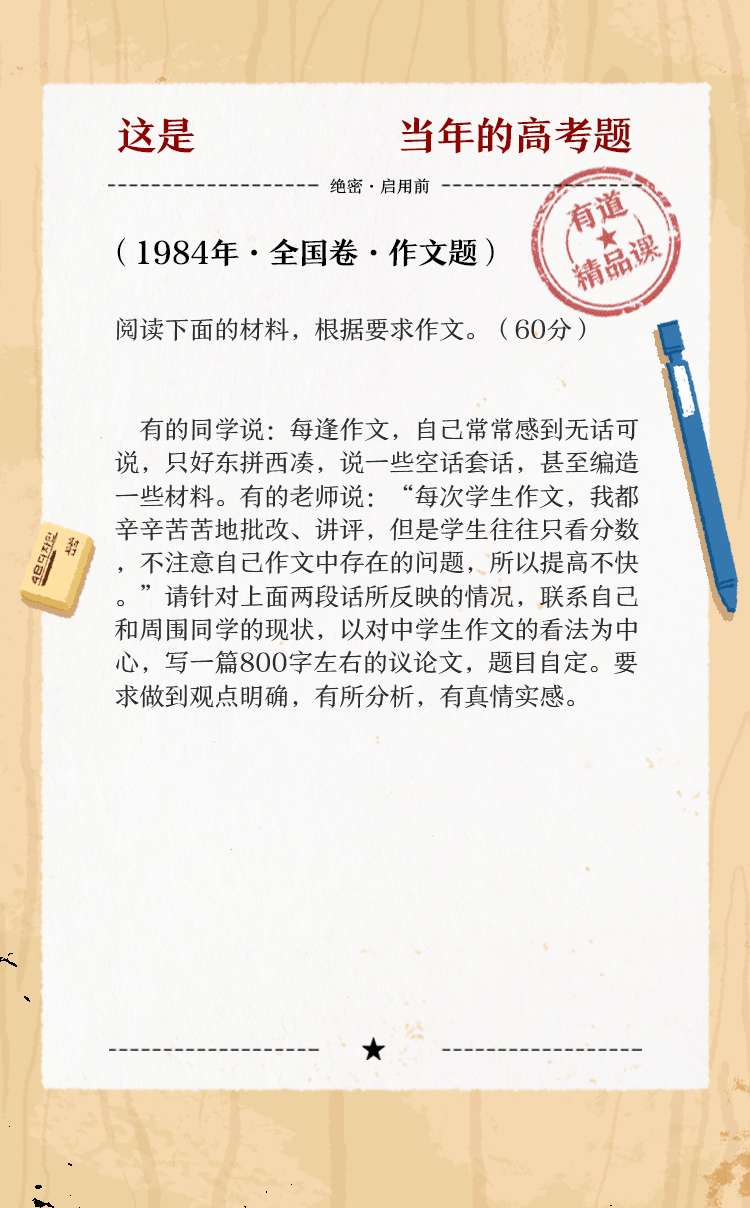 这是 当年的高考题
绝密·启用前
有道
精品课
（1984年·全国卷·作文题）
阅读下面的材料，根据要求作文。（60分）
有的同学说：每逢作文，自己常常感到无话可
说，只好东拼西凑，说一些空话套话，甚至编造
一些材料。有的老师说：“每次学生作文，我都
辛辛苦苦地批改、讲评，但是学生往往只看分数
，不注意自己作文中存在的问题，所以提高不快
。”请针对上面两段话所反映的情况，联系自己
和周围同学的现状，以对中学生作文的看法为中
心，写一篇800字左右的议论文，题目自定。要
求做到观点明确，有所分析，有真情实感。